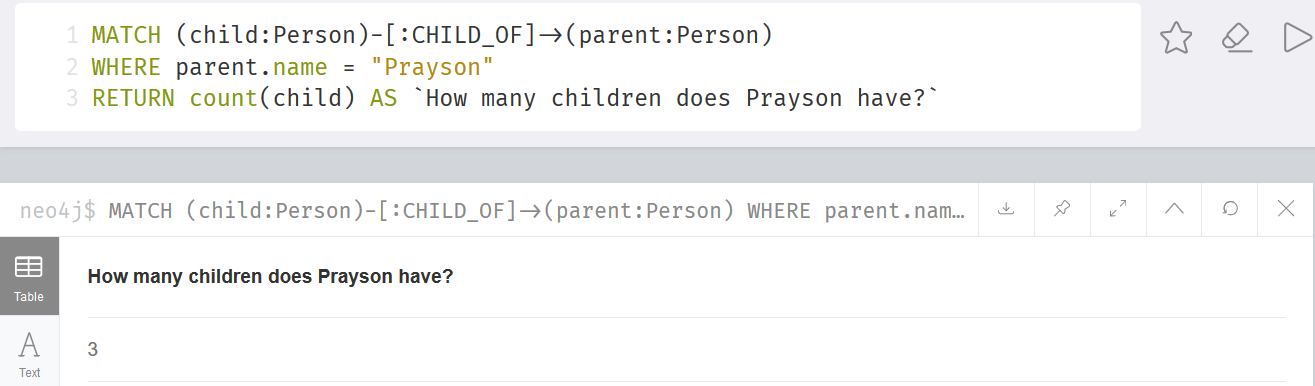 1 MATCH (child:Person)-[:CHILD_OF]->(parent:Person)
2 WHERE parent.name = "Prayson"
3 RETURN count(child) AS `How many children does Prayson have?`
neo4j$ MATCH (child:Person)-[:CHILD_OF]->(parent:Person) WHERE parent.nam…
Table
How many children does Prayson have?
3
A
Text